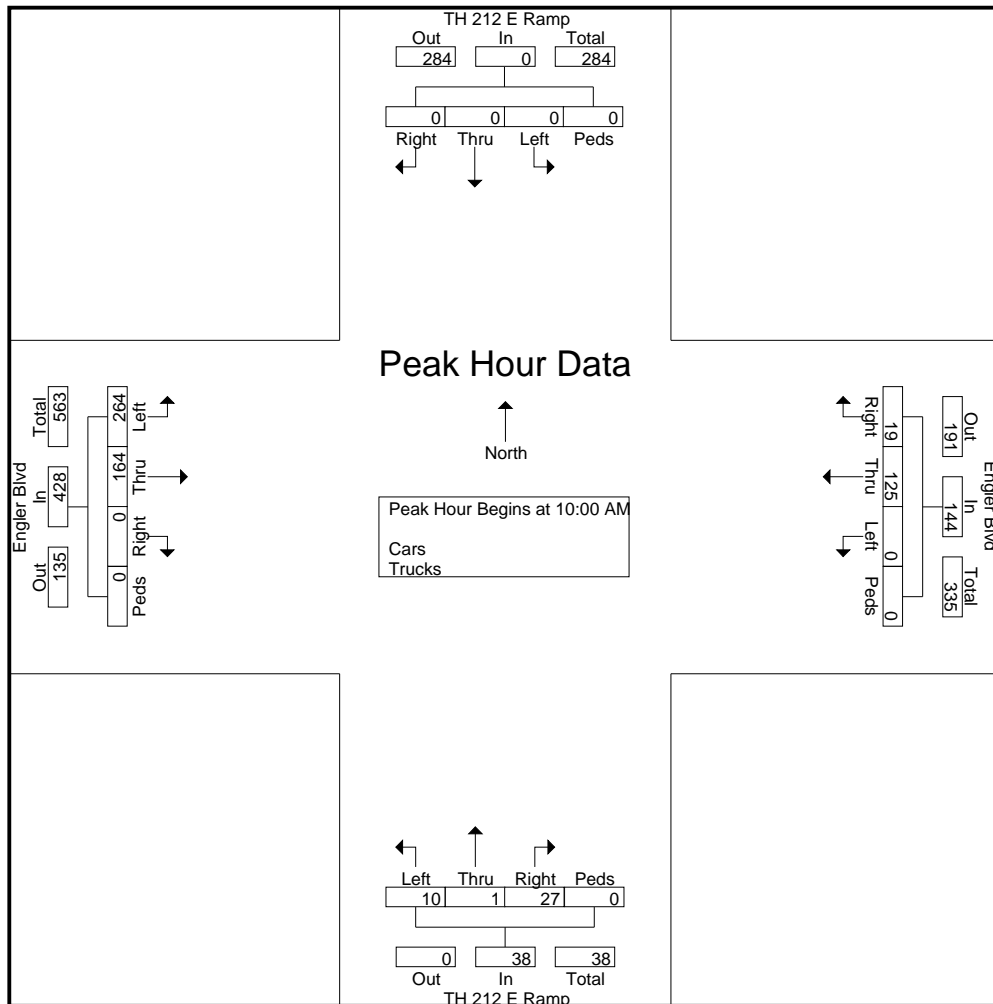 TH 212 E Ramp
Out In Total
284 0 284
0 0 0 0
Right Thru Left Peds
Peak Hour Data
North
Peak Hour Begins at 10:00 AM
Cars
Trucks
Engler Blvd
Out In Total
135 428 563
Left Thru Right Peds
264 164 0 0
Right Thru Left Peds
19 125 0 0
Out In Total
191 144 335
Engler Blvd
Left Thru Right Peds
10 1 27 0
0 38 38
Out In Total
TH 212 E Ramp